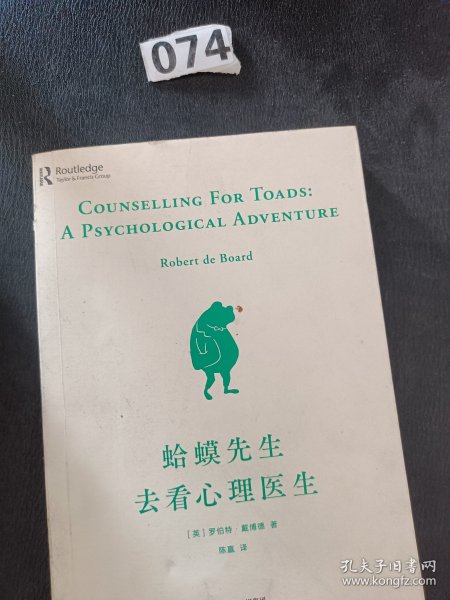 074
Routledge
Taylor & Francis Group
COUNSELLING FOR TOADS:
A PSYCHOLOGICAL ADVENTURE
Robert de Board
蛤蟆先生
去看心理医生
[英]罗伯特·戴博德 著
陈赢 译
孔夫子旧书网
www.kongfz.com